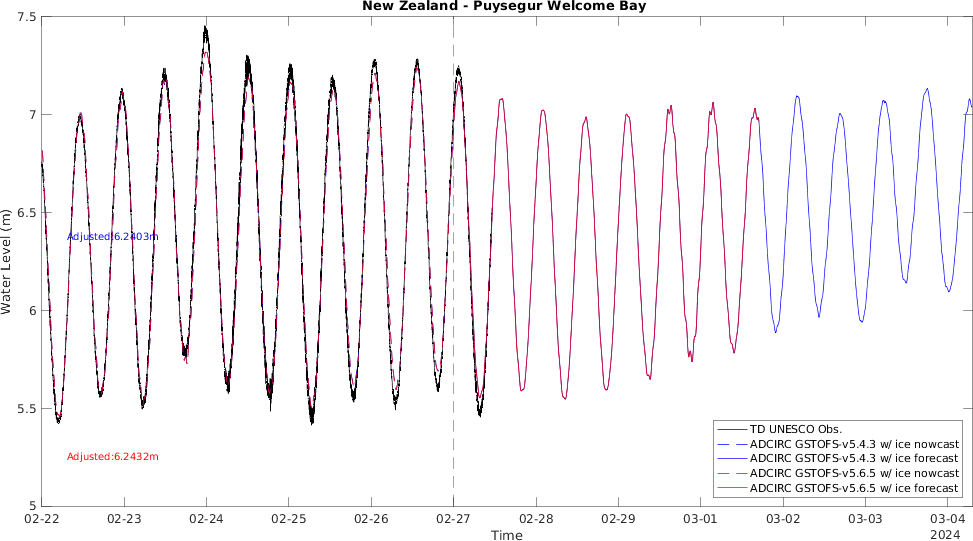 New Zealand - Puysegur Welcome Bay
7.5
7
6.5
6
5.5
5
Water Level (m)
Adjusted:6.2403m
Adjusted:6.2432m
TD UNESCO Obs.
ADCIRC GSTOFS-v5.4.3 w/ ice nowcast
ADCIRC GSTOFS-v5.4.3 w/ ice forecast
ADCIRC GSTOFS-v5.6.5 w/ ice nowcast
ADCIRC GSTOFS-v5.6.5 w/ ice forecast
02-22 02-23 02-24 02-25 02-26 02-27 02-28 02-29 03-01 03-02 03-03 03-04
Time 2024